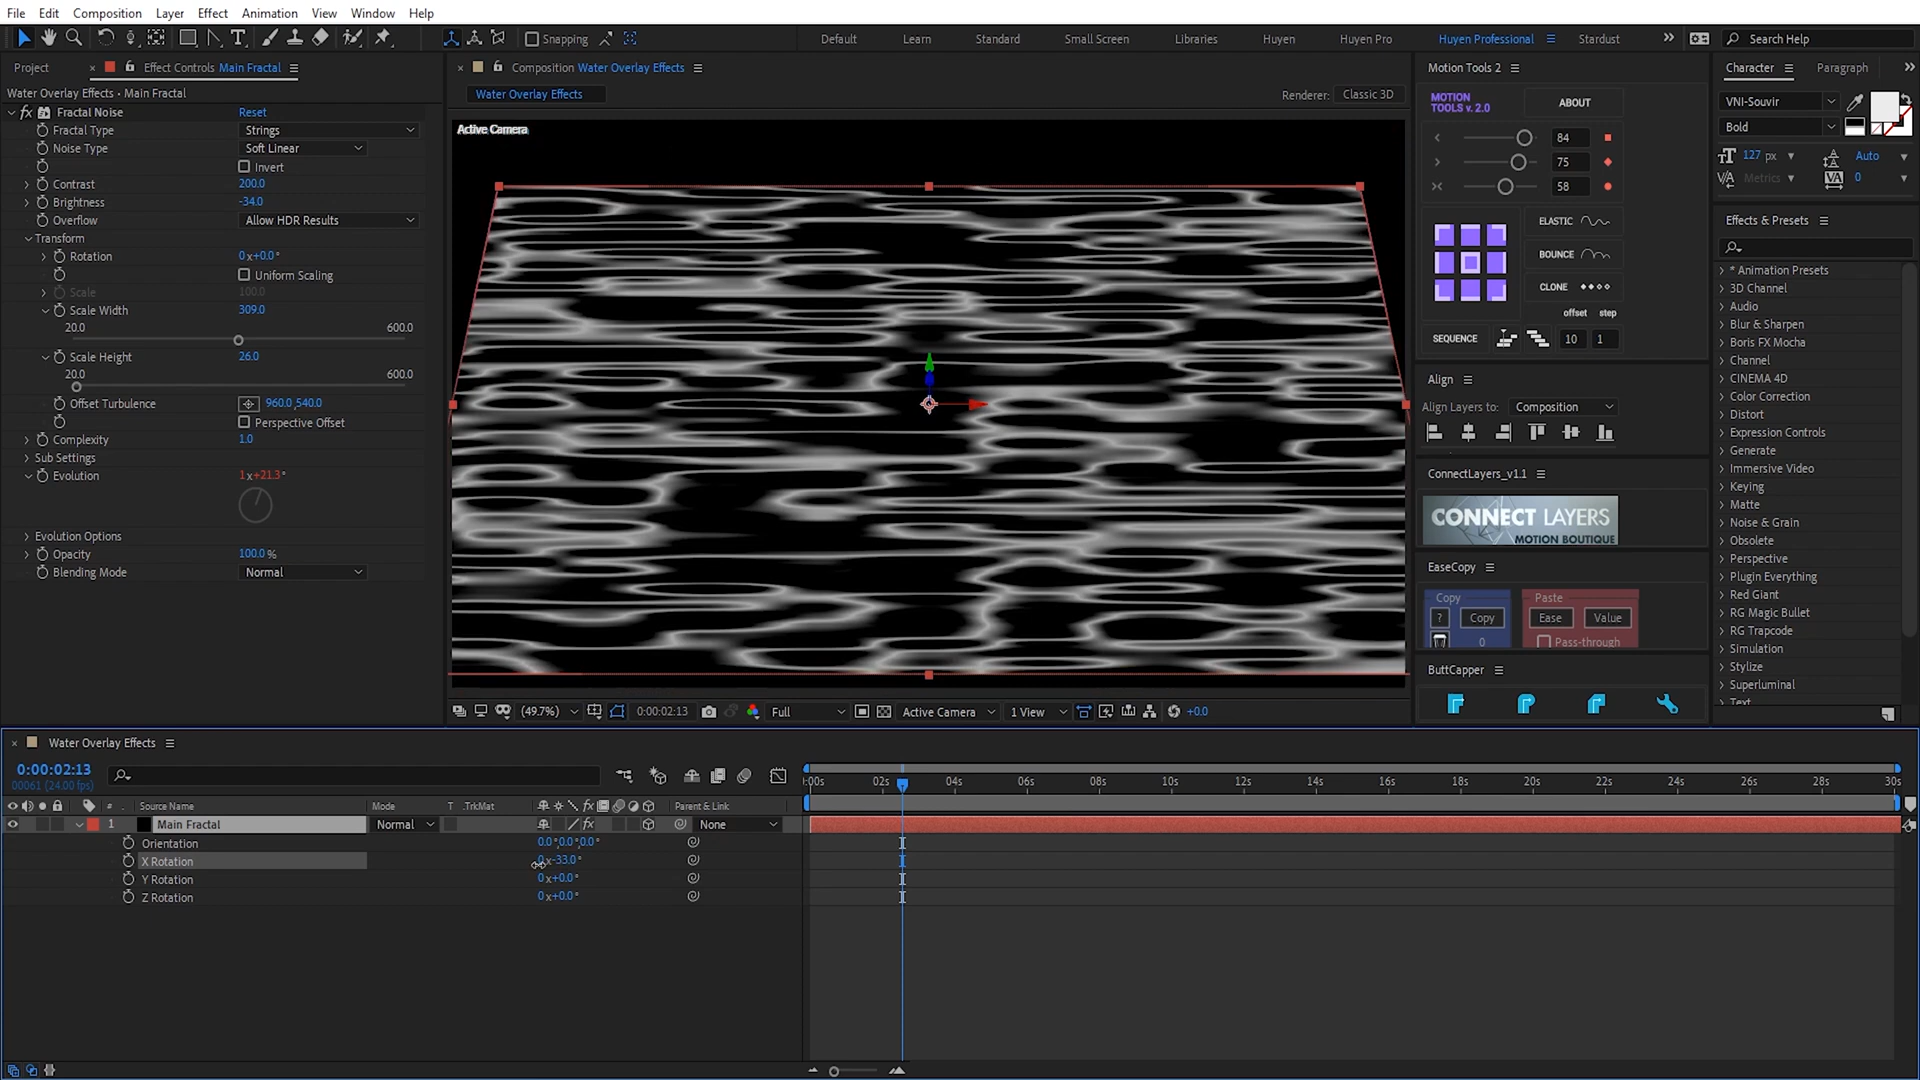 File Edit Composition Layer Effect Animation View Window Help
Snapping Default Learn Standard Small Screen Libraries Huyen Huyen Pro Huyen Professional Stardust Search Help
Project Effect Controls Main Fractal
Water Overlay Effects • Main Fractal
fx Fractal Noise Reset
Fractal Type Strings
Noise Type Soft Linear
Invert
Contrast 200.0
Brightness -34.0
Overflow Allow HDR Results
Transform
Rotation 0x+0.0°
Uniform Scaling
Scale 100.0
Scale Width 309.0
20.0 600.0
Scale Height 26.0
20.0 600.0
Offset Turbulence 960.0,540.0
Perspective Offset
Complexity 1.0
Sub Settings
Evolution 1x+21.3°
Evolution Options
Opacity 100.0 %
Blending Mode Normal
Composition Water Overlay Effects
Water Overlay Effects Renderer: Classic 3D
Active Camera
(49.7%) 0:00:02:13 Full Active Camera 1 View +0.0
Motion Tools 2
MOTION TOOLS v. 2.0 ABOUT
84
75
58
ELASTIC
BOUNCE
CLONE
offset step
SEQUENCE 10 1
Align
Align Layers to: Composition
ConnectLayers_v1.1
CONNECT LAYERS
MOTION BOUTIQUE
EaseCopy
Copy Paste
? Copy Ease Value
0 Pass-through
ButtCapper
Character Paragraph
VNI-Souvir
Bold
127 px Auto
Metrics 0
Effects & Presets
* Animation Presets
3D Channel
Audio
Blur & Sharpen
Boris FX Mocha
Channel
CINEMA 4D
Color Correction
Distort
Expression Controls
Generate
Immersive Video
Keying
Matte
Noise & Grain
Obsolete
Perspective
Plugin Everything
Red Giant
RG Magic Bullet
RG Trapcode
Simulation
Stylize
Superluminal
Text
Water Overlay Effects
0:00:02:13
00061 (24.00 fps)
:00s 02s 04s 06s 08s 10s 12s 14s 16s 18s 20s 22s 24s 26s 28s 30s
# Source Name Mode T .TrkMat fx Parent & Link
1 Main Fractal Normal fx None
Orientation 0.0°,0.0°,0.0°
X Rotation 0x-33.0°
Y Rotation 0x+0.0°
Z Rotation 0x+0.0°